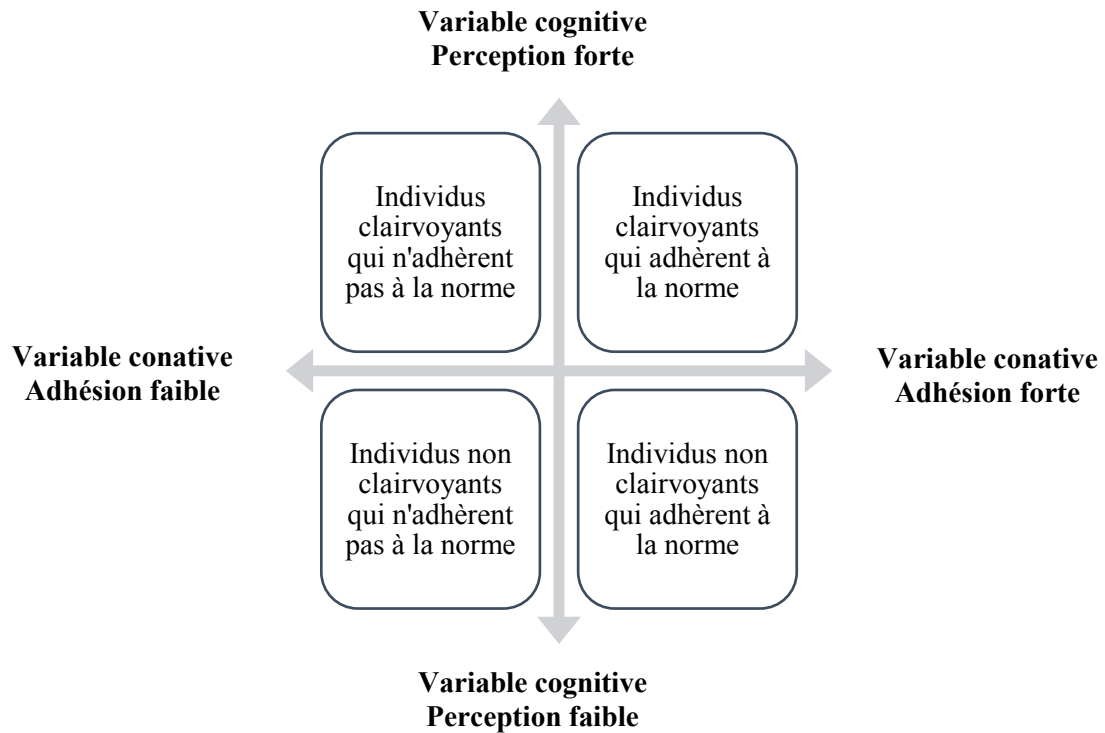 Variable cognitive
Perception forte
Individus
clairvoyants
qui n'adhèrent
pas à la norme
Individus
clairvoyants
qui adhèrent à
la norme
Variable conative
Adhésion faible
Variable conative
Adhésion forte
Individus non
clairvoyants
qui n'adhèrent
pas à la norme
Individus non
clairvoyants
qui adhèrent à
la norme
Variable cognitive
Perception faible